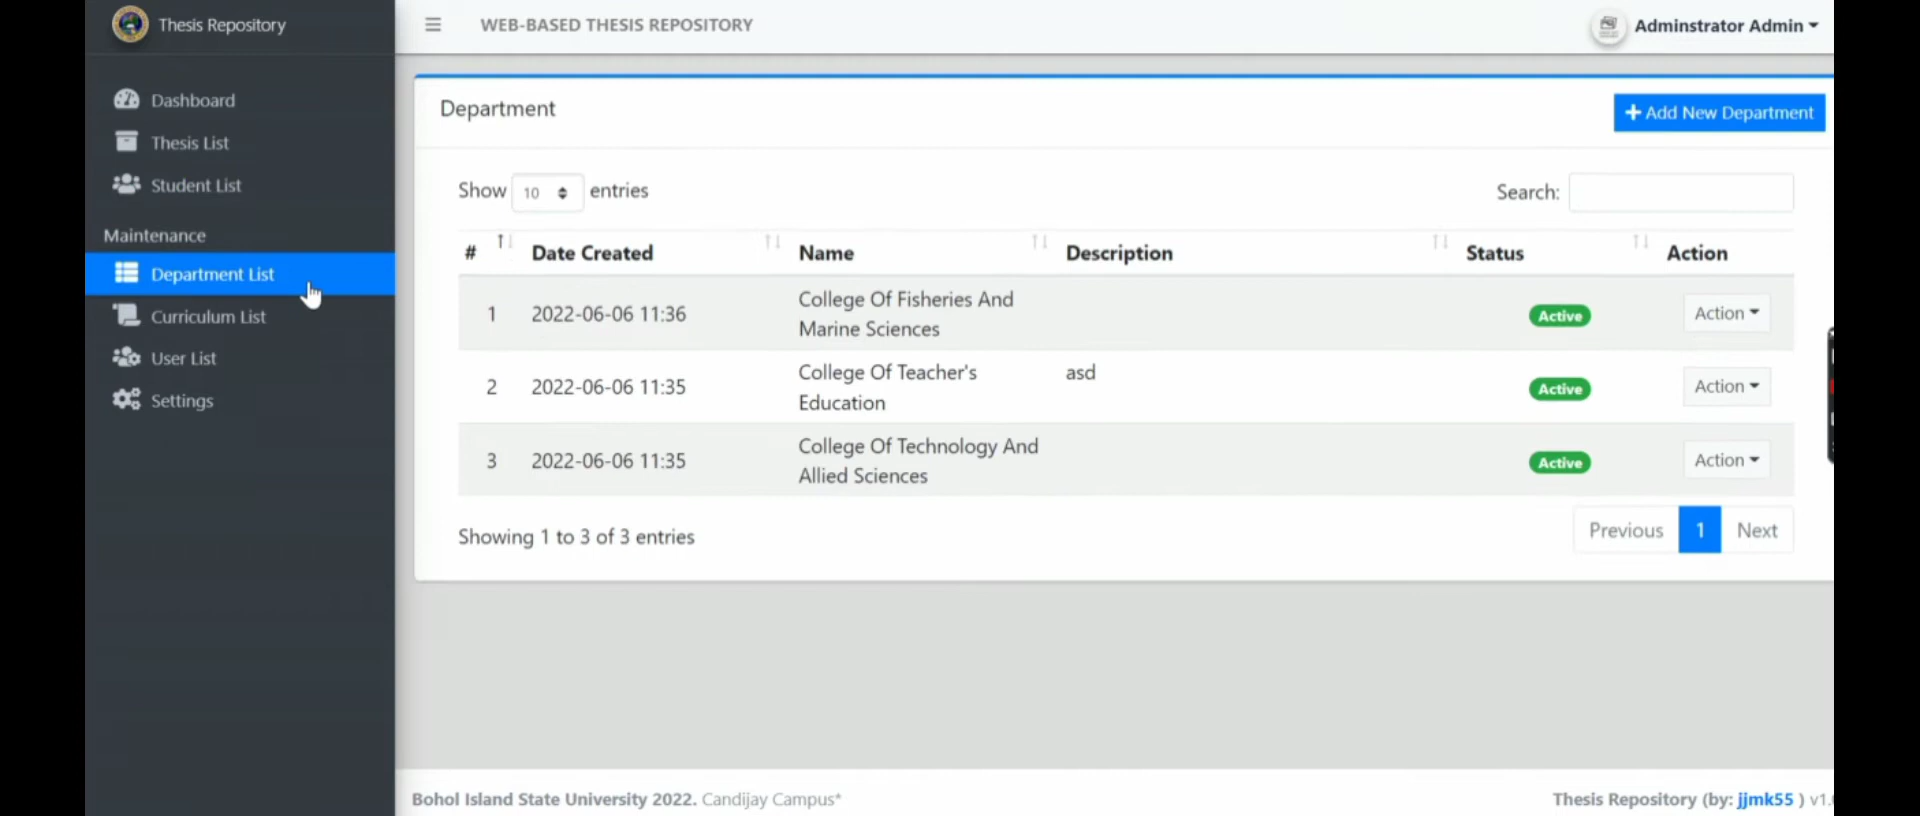 Thesis Repository
WEB-BASED THESIS REPOSITORY
Adminstrator Admin
Dashboard
Thesis List
Student List
Maintenance
Department List
Curriculum List
User List
Settings
Department
Add New Department
Show 10 entries
Search:
# Date Created Name Description Status Action
1 2022-06-06 11:36 College Of Fisheries And
Marine Sciences Active Action
2 2022-06-06 11:35 College Of Teacher's
Education asd Active Action
3 2022-06-06 11:35 College Of Technology And
Allied Sciences Active Action
Showing 1 to 3 of 3 entries
Previous 1 Next
Bohol Island State University 2022. Candijay Campus*
Thesis Repository (by: jjmk55 )